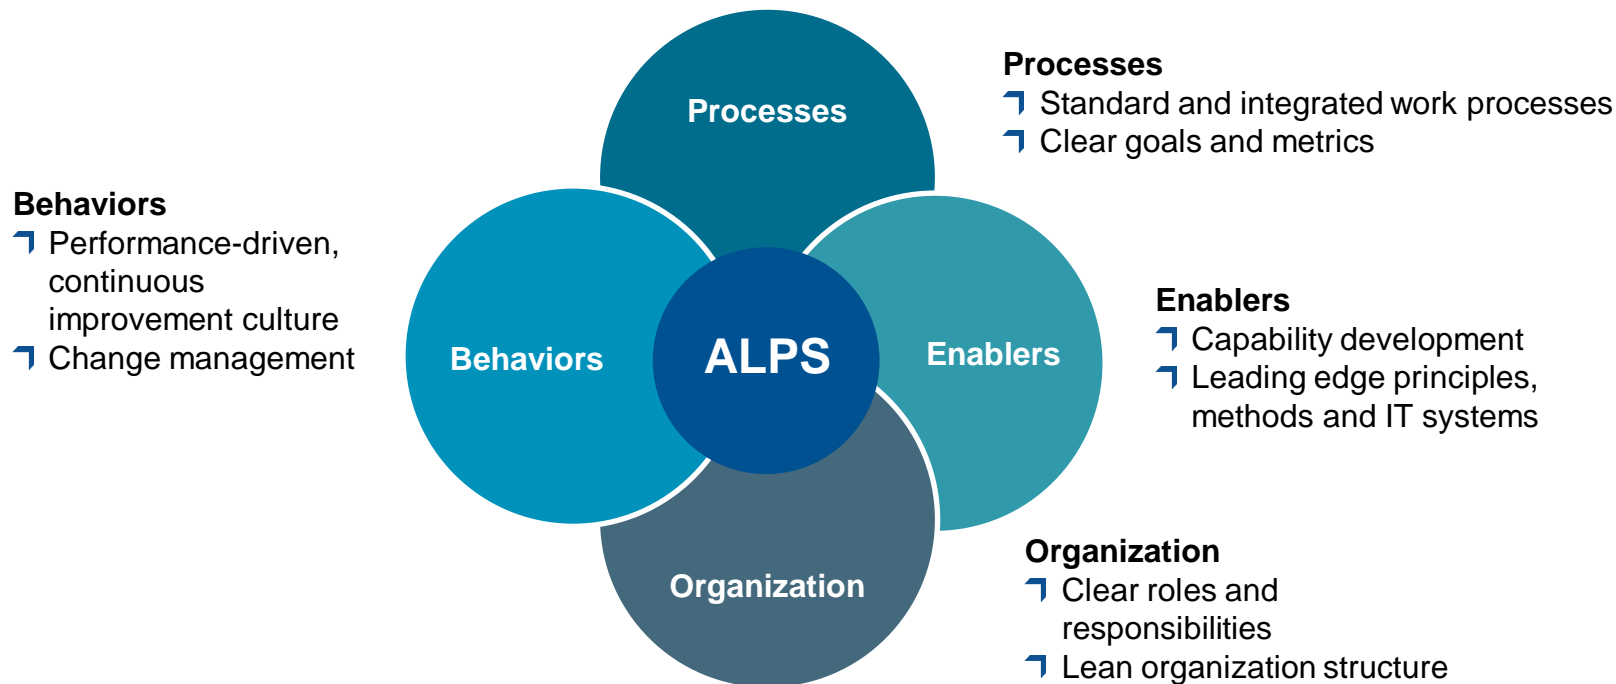 Processes
Behaviors
ALPS
Enablers
Organization
Processes
Standard and integrated work processes
Clear goals and metrics
Behaviors
Performance-driven,
continuous
improvement culture
Change management
Enablers
Capability development
Leading edge principles,
methods and IT systems
Organization
Clear roles and
responsibilities
Lean organization structure